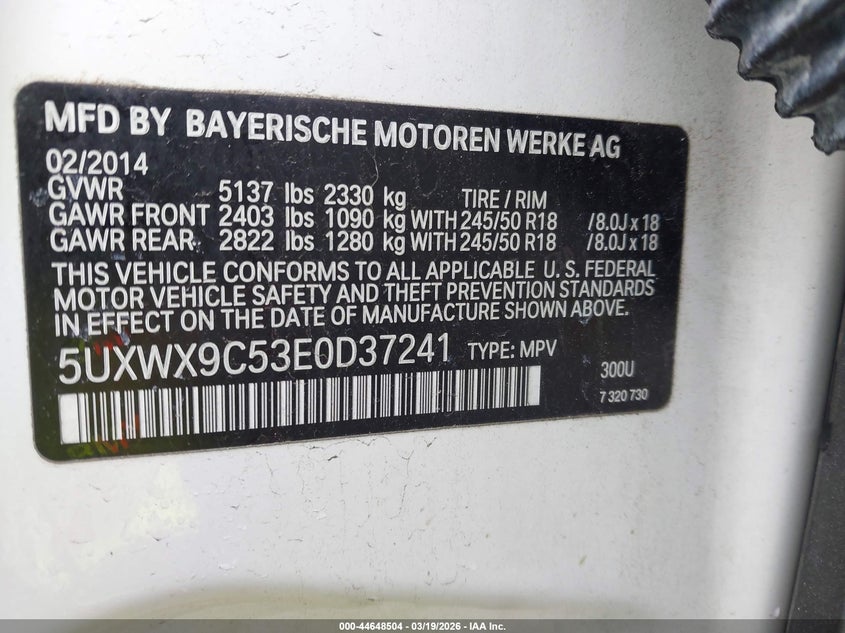 MFD BY BAYERISCHE MOTOREN WERKE AG
02/2014
GVWR 5137 lbs 2330 kg TIRE / RIM
GAWR FRONT 2403 lbs 1090 kg WITH 245/50 R18 / 8.0J x 18
GAWR REAR 2822 lbs 1280 kg WITH 245/50 R18 / 8.0J x 18
THIS VEHICLE CONFORMS TO ALL APPLICABLE U. S. FEDERAL
MOTOR VEHICLE SAFETY AND THEFT PREVENTION STANDARDS
IN EFFECT ON THE DATE OF MANUFACTURE SHOWN ABOVE.
5UXWX9C53E0D37241 TYPE: MPV
300U
7 320 730
000-44648504 - 03/19/2026 - IAA Inc.